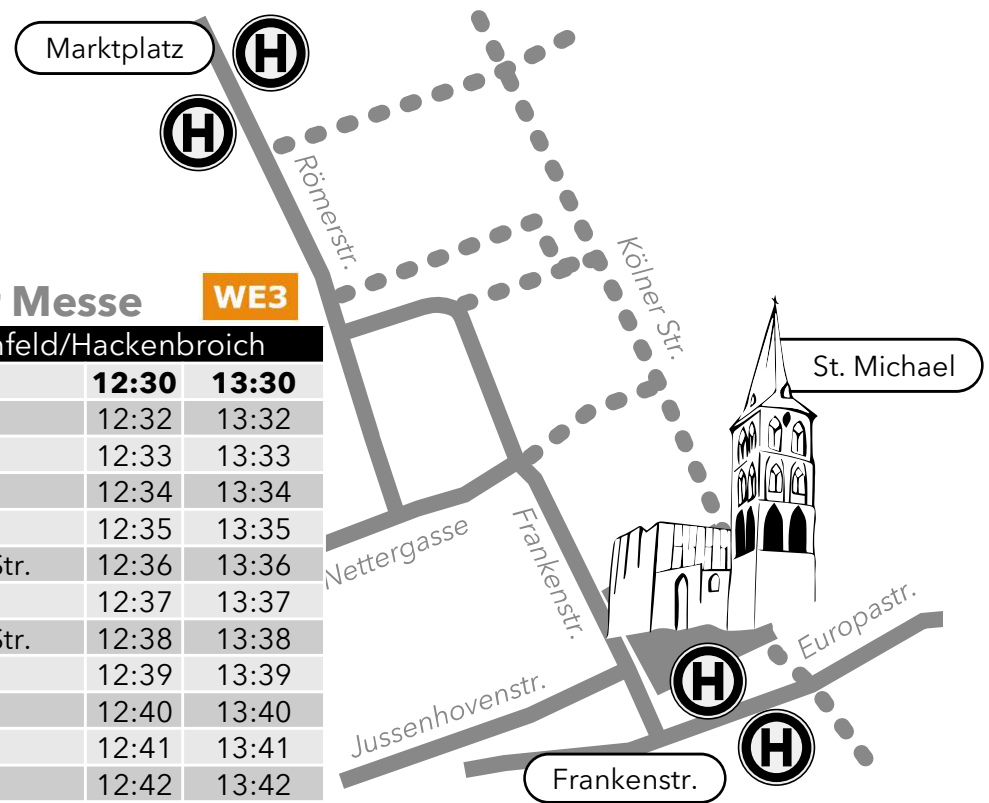 Marktplatz
H
H
Römerstr.
Kölner Str.
Messe WE3
nfeld/Hackenbroich
12:30 13:30
12:32 13:32
12:33 13:33
12:34 13:34
12:35 13:35
Str. 12:36 13:36
12:37 13:37
Str. 12:38 13:38
12:39 13:39
12:40 13:40
12:41 13:41
12:42 13:42
St. Michael
Nettergasse
Frankenstr.
Europastr.
Jussenhovenstr.
H
H
Frankenstr.